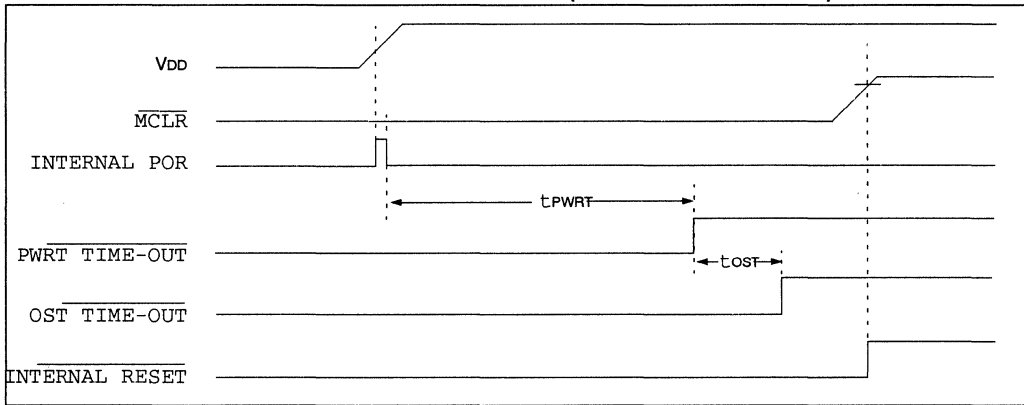 VDD
MCLR
INTERNAL POR
tPWRT
PWRT TIME-OUT
tOST
OST TIME-OUT
INTERNAL RESET